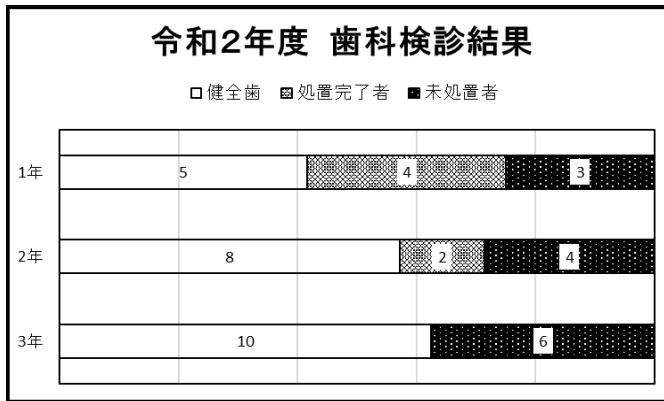 令和2年度 歯科検診結果
健全歯 処置完了者 未処置者
1年 5 4 3
2年 8 2 4
3年 10 6